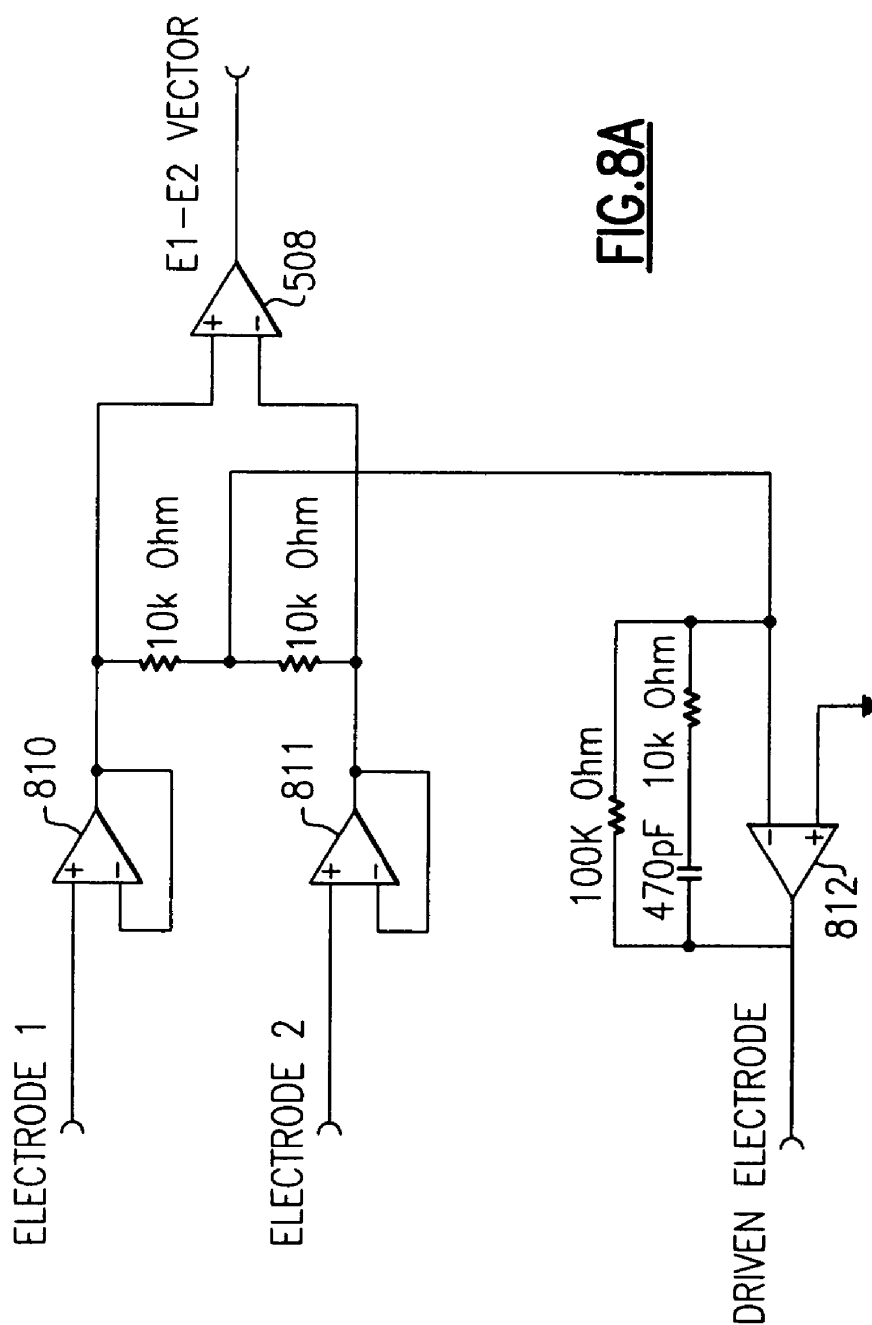 ELECTRODE 1
+
−
810
10k Ohm
E1−E2 VECTOR
+
−
508
ELECTRODE 2
+
−
811
10k Ohm
100K Ohm
470pF 10k Ohm
DRIVEN ELECTRODE
−
+
812
FIG.8A